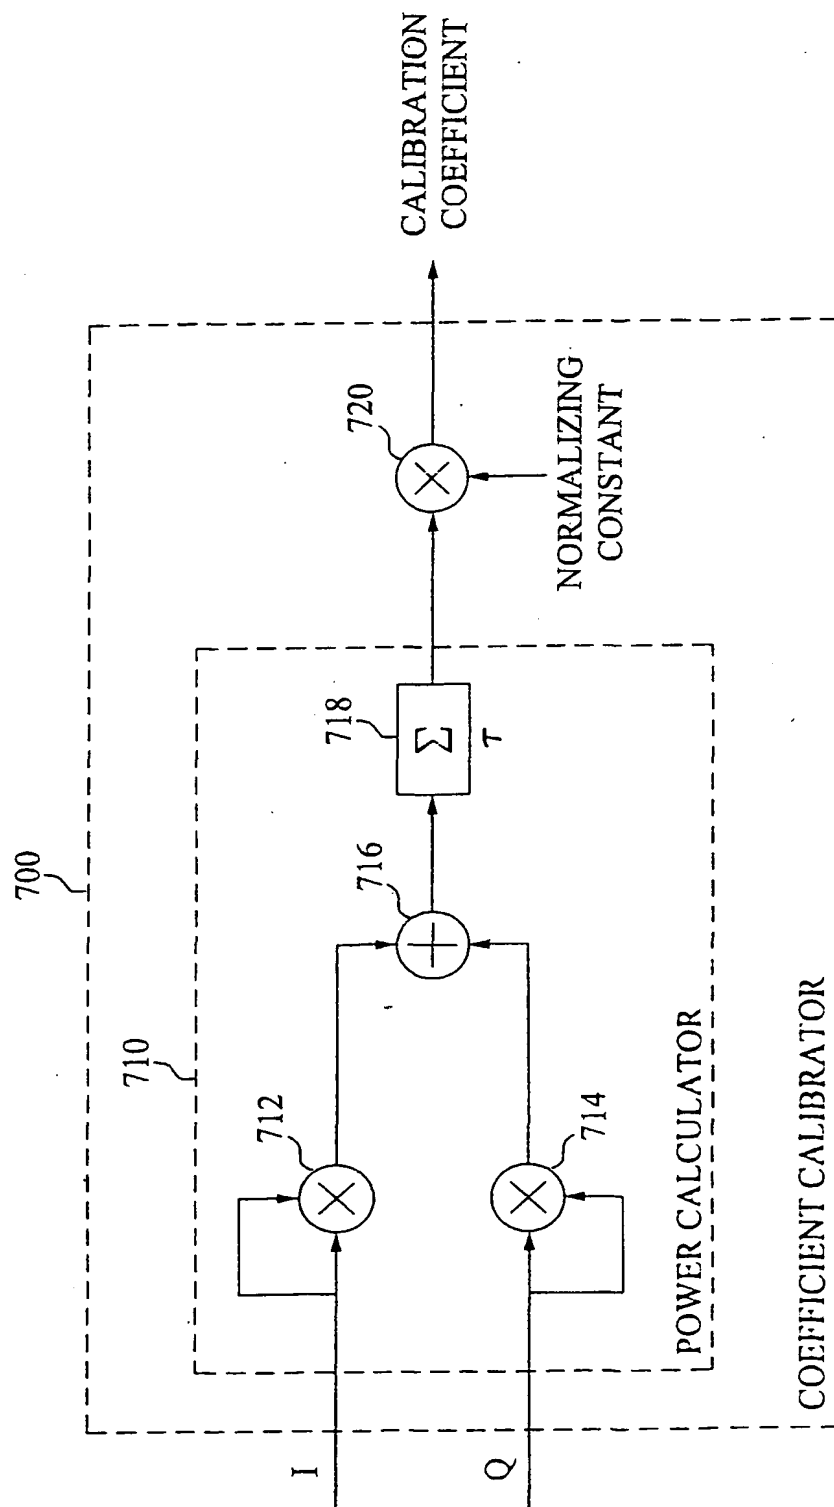 700
710
I
712
716
718
Σ
τ
720
CALIBRATION
COEFFICIENT
Q
714
NORMALIZING
CONSTANT
POWER CALCULATOR
COEFFICIENT CALIBRATOR